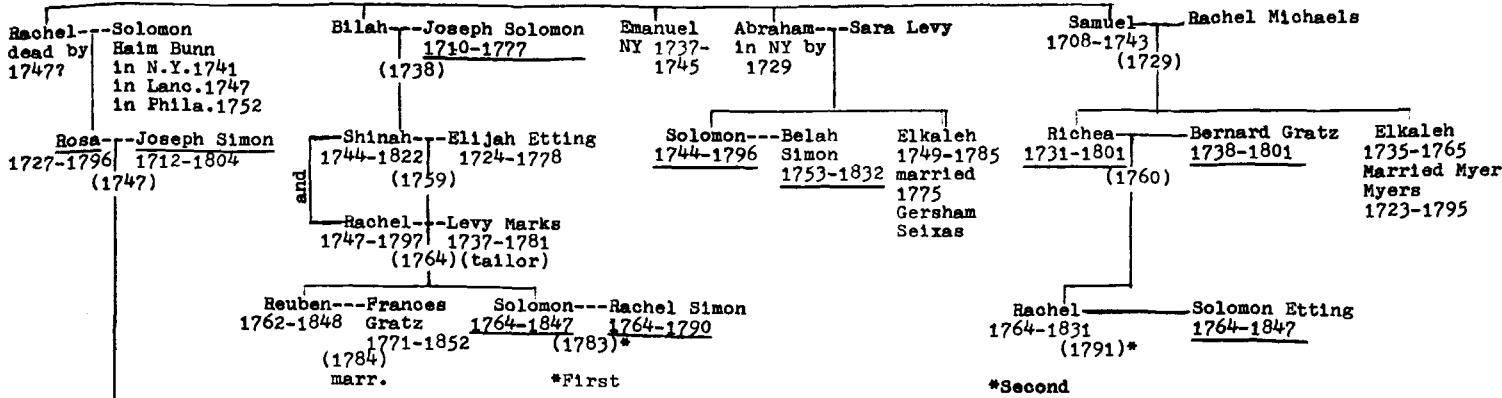 Rachel---Solomon
dead by Haim Bunn
1747? in N.Y.1741
in Lanc.1747
in Phila.1752
Bilah---Joseph Solomon
1710-1777
(1738)
Emanuel
NY 1737-
1745
Abraham---Sara Levy
in NY by
1729
Samuel---Rachel Michaels
1708-1743
(1729)
Rosa---Joseph Simon
1727-1796 1712-1804
(1747)
and
Shinah---Elijah Etting
1744-1822 1724-1778
(1759)
Rachel---Levy Marks
1747-1797 1737-1781
(1764)(tailor)
Solomon---Belah
1744-1796 Simon
1753-1832
Elkaleh
1749-1785
married
1775
Gersham
Seixas
Richea---Bernard Gratz
1731-1801 1738-1801
(1760)
Elkaleh
1735-1765
Married Myer
Myers
1723-1795
Reuben---Frances
1762-1848 Gratz
1771-1852
(1784)
marr.
Solomon---Rachel Simon
1764-1847 1764-1790
(1783)*
*First
Rachel---Solomon Etting
1764-1831 1764-1847
(1791)*
*Second